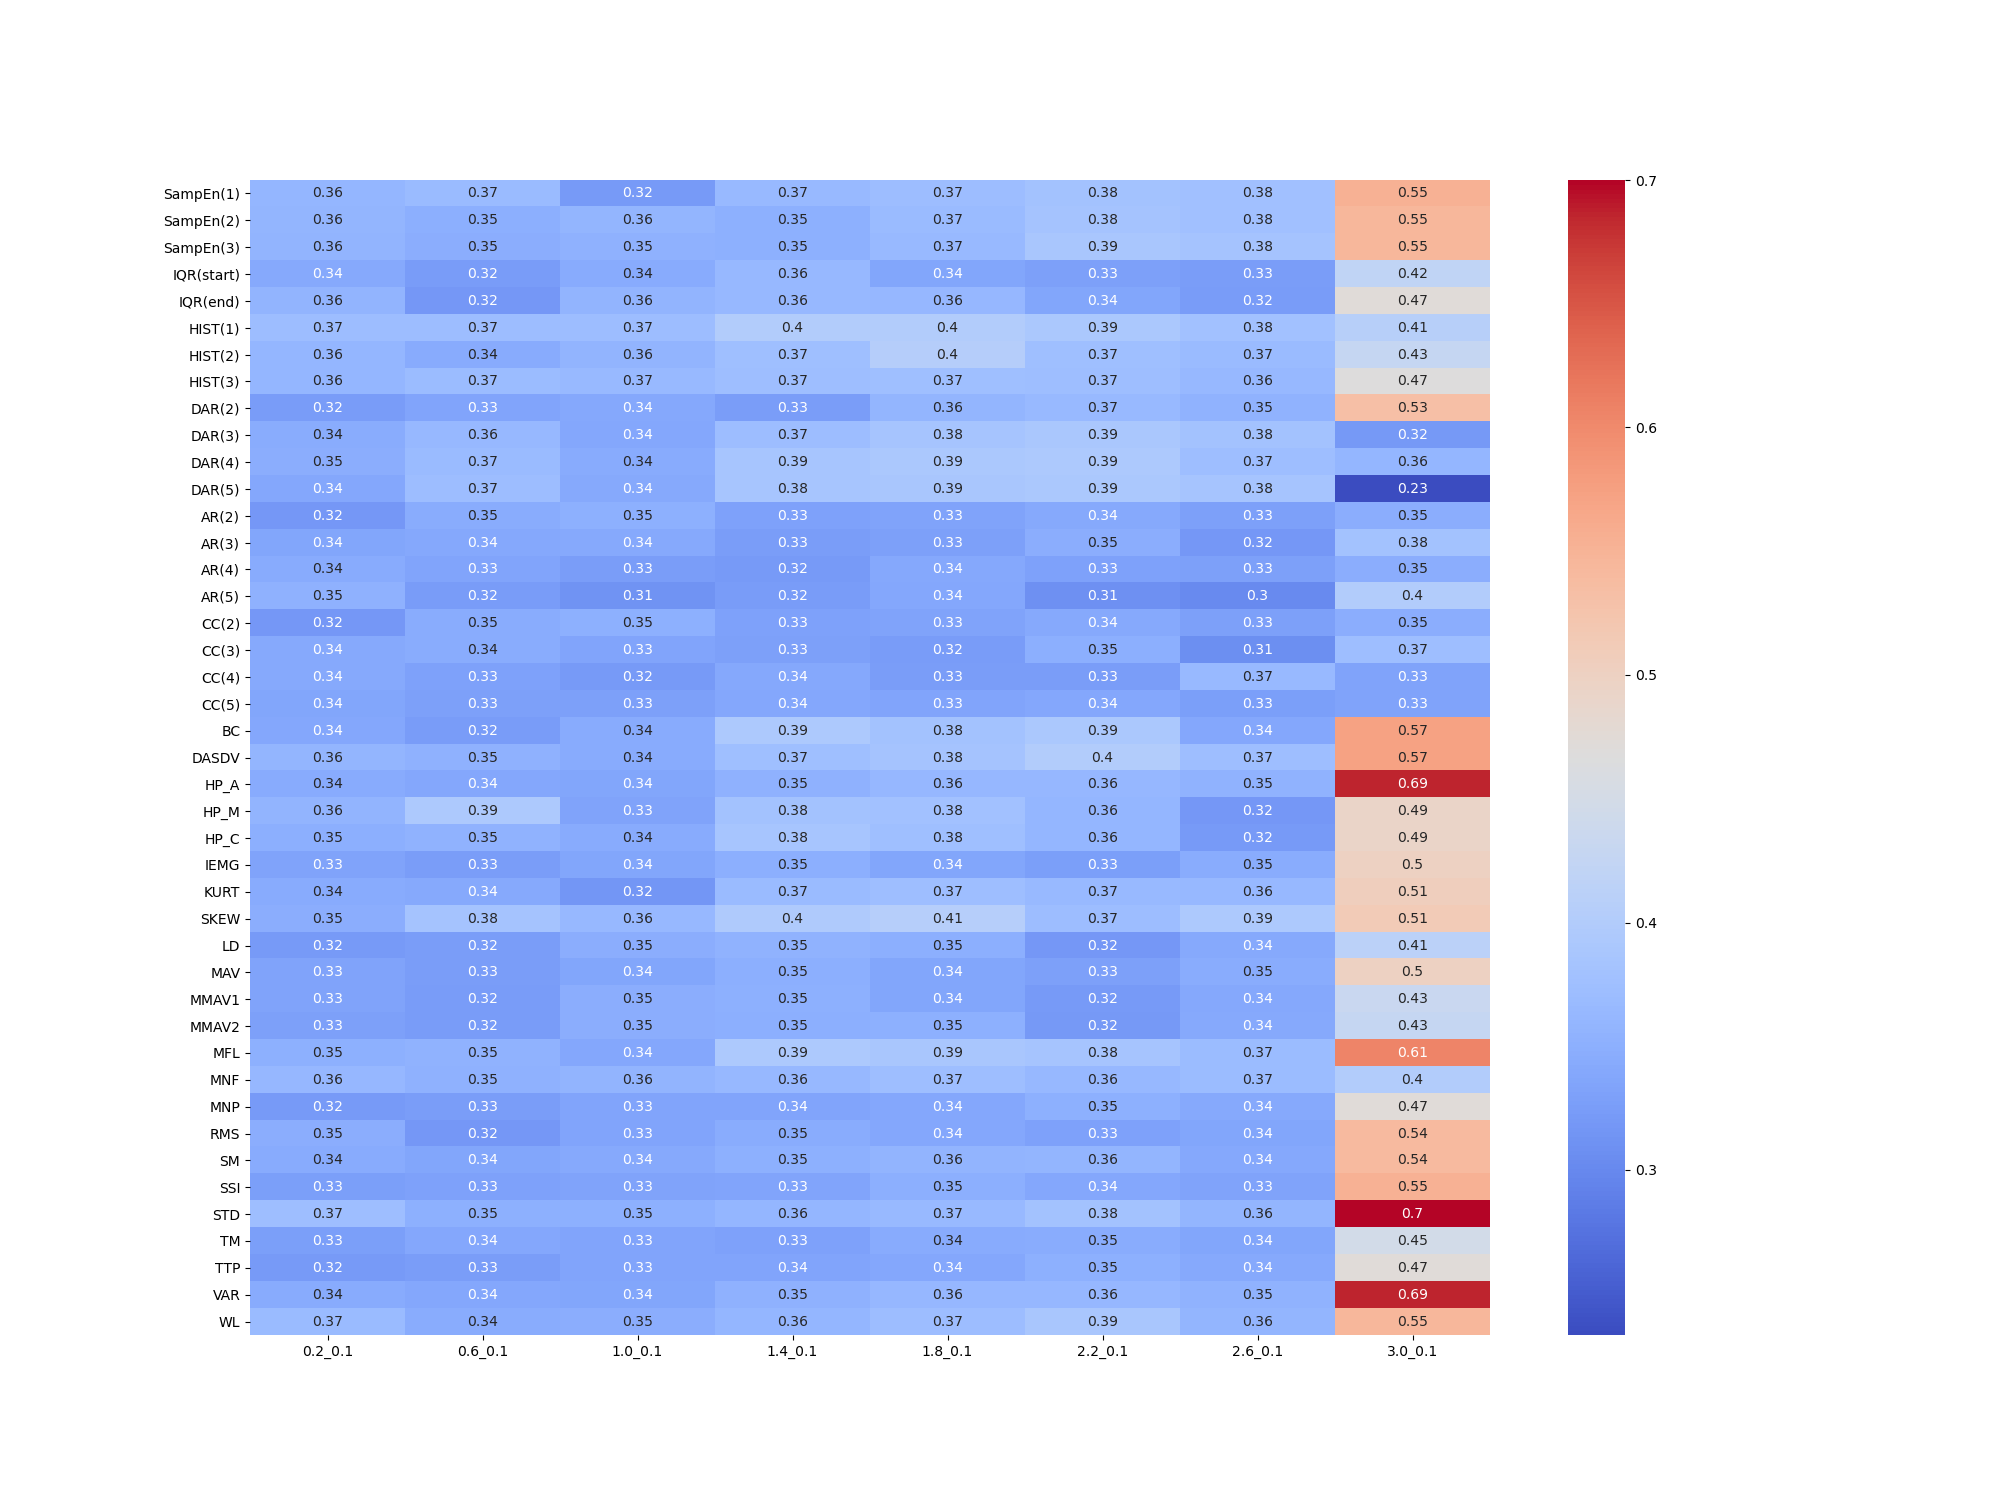 SampEn(1) 0.36 0.37 0.32 0.37 0.37 0.38 0.38 0.55 0.7
SampEn(2) 0.36 0.35 0.36 0.35 0.37 0.38 0.38 0.55
SampEn(3) 0.36 0.35 0.35 0.35 0.37 0.39 0.38 0.55
IQR(start) 0.34 0.32 0.34 0.36 0.34 0.33 0.33 0.42
IQR(end) 0.36 0.32 0.36 0.36 0.36 0.34 0.32 0.47
HIST(1) 0.37 0.37 0.37 0.4 0.4 0.39 0.38 0.41
HIST(2) 0.36 0.34 0.36 0.37 0.4 0.37 0.37 0.43
HIST(3) 0.36 0.37 0.37 0.37 0.37 0.37 0.36 0.47
DAR(2) 0.32 0.33 0.34 0.33 0.36 0.37 0.35 0.53
DAR(3) 0.34 0.36 0.34 0.37 0.38 0.39 0.38 0.32 0.6
DAR(4) 0.35 0.37 0.34 0.39 0.39 0.39 0.37 0.36
DAR(5) 0.34 0.37 0.34 0.38 0.39 0.39 0.38 0.23
AR(2) 0.32 0.35 0.35 0.33 0.33 0.34 0.33 0.35
AR(3) 0.34 0.34 0.34 0.33 0.33 0.35 0.32 0.38
AR(4) 0.34 0.33 0.33 0.32 0.34 0.33 0.33 0.35
AR(5) 0.35 0.32 0.31 0.32 0.34 0.31 0.3 0.4
CC(2) 0.32 0.35 0.35 0.33 0.33 0.34 0.33 0.35
CC(3) 0.34 0.34 0.33 0.33 0.32 0.35 0.31 0.37
CC(4) 0.34 0.33 0.32 0.34 0.33 0.33 0.37 0.33 0.5
CC(5) 0.34 0.33 0.33 0.34 0.33 0.34 0.33 0.33
BC 0.34 0.32 0.34 0.39 0.38 0.39 0.34 0.57
DASDV 0.36 0.35 0.34 0.37 0.38 0.4 0.37 0.57
HP_A 0.34 0.34 0.34 0.35 0.36 0.36 0.35 0.69
HP_M 0.36 0.39 0.33 0.38 0.38 0.36 0.32 0.49
HP_C 0.35 0.35 0.34 0.38 0.38 0.36 0.32 0.49
IEMG 0.33 0.33 0.34 0.35 0.34 0.33 0.35 0.5
KURT 0.34 0.34 0.32 0.37 0.37 0.37 0.36 0.51
SKEW 0.35 0.38 0.36 0.4 0.41 0.37 0.39 0.51 0.4
LD 0.32 0.32 0.35 0.35 0.35 0.32 0.34 0.41
MAV 0.33 0.33 0.34 0.35 0.34 0.33 0.35 0.5
MMAV1 0.33 0.32 0.35 0.35 0.34 0.32 0.34 0.43
MMAV2 0.33 0.32 0.35 0.35 0.35 0.32 0.34 0.43
MFL 0.35 0.35 0.34 0.39 0.39 0.38 0.37 0.61
MNF 0.36 0.35 0.36 0.36 0.37 0.36 0.37 0.4
MNP 0.32 0.33 0.33 0.34 0.34 0.35 0.34 0.47
RMS 0.35 0.32 0.33 0.35 0.34 0.33 0.34 0.54
SM 0.34 0.34 0.34 0.35 0.36 0.36 0.34 0.54 0.3
SSI 0.33 0.33 0.33 0.33 0.35 0.34 0.33 0.55
STD 0.37 0.35 0.35 0.36 0.37 0.38 0.36 0.7
TM 0.33 0.34 0.33 0.33 0.34 0.35 0.34 0.45
TTP 0.32 0.33 0.33 0.34 0.34 0.35 0.34 0.47
VAR 0.34 0.34 0.34 0.35 0.36 0.36 0.35 0.69
WL 0.37 0.34 0.35 0.36 0.37 0.39 0.36 0.55
0.2_0.1 0.6_0.1 1.0_0.1 1.4_0.1 1.8_0.1 2.2_0.1 2.6_0.1 3.0_0.1